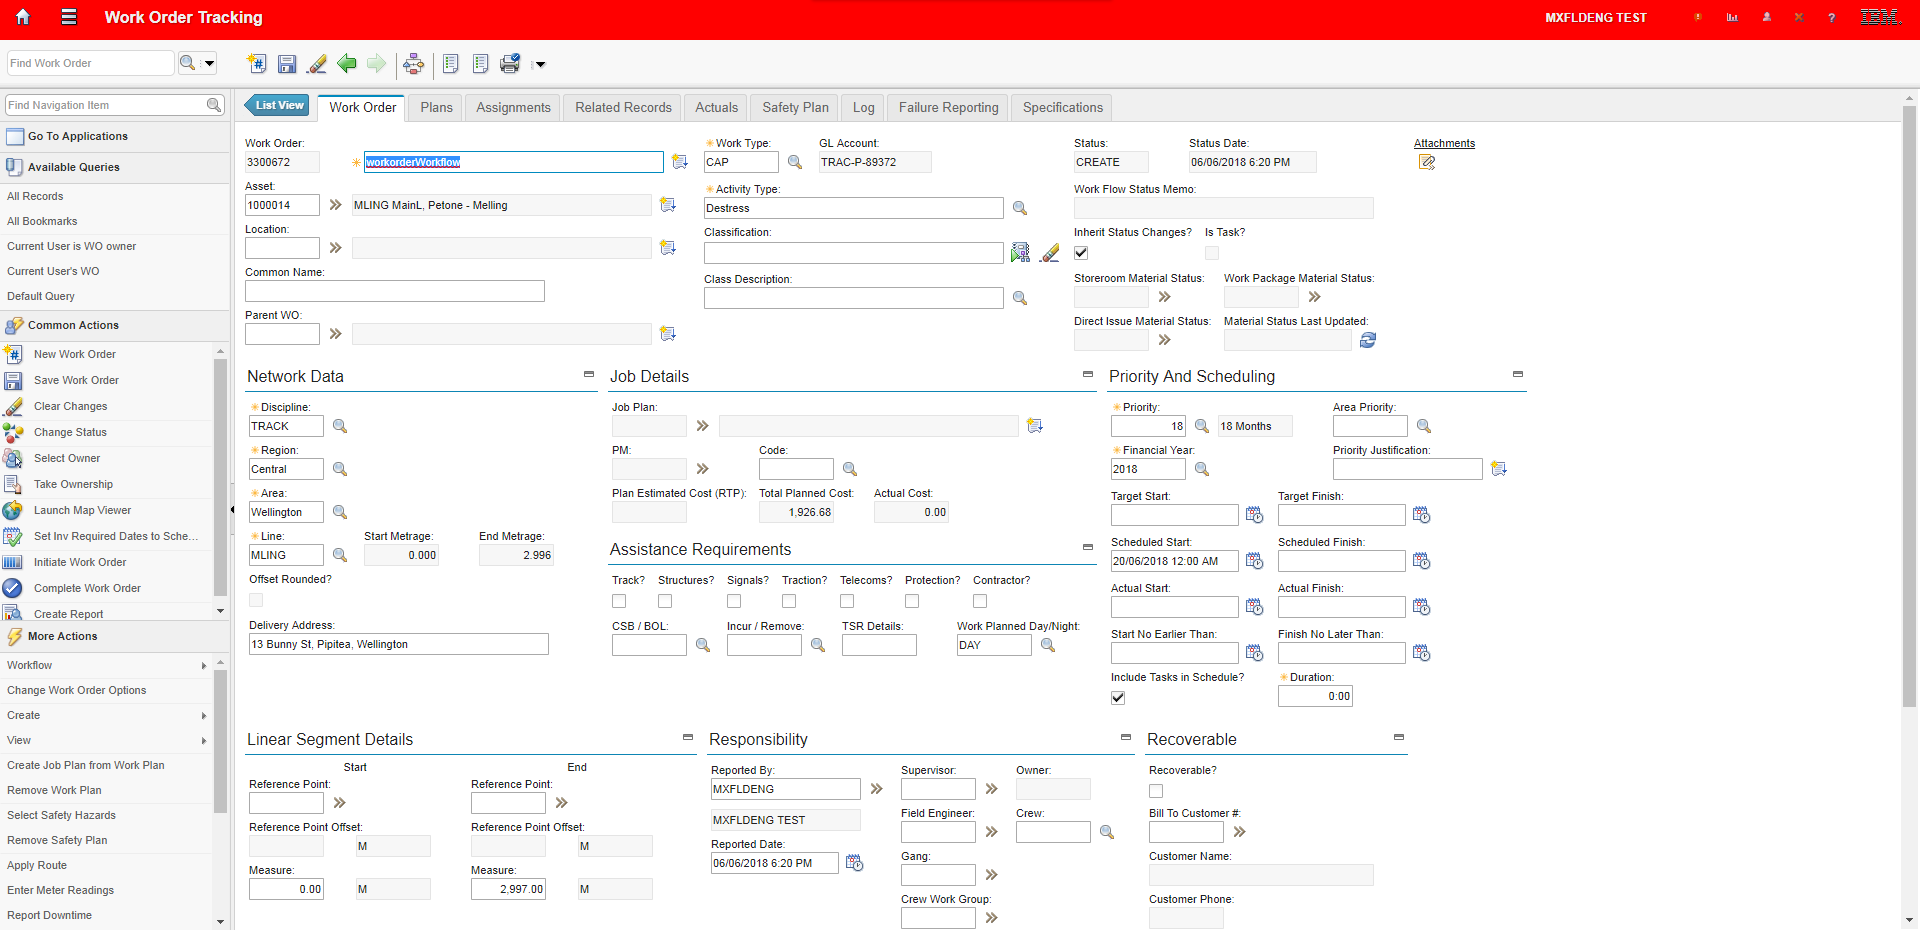 Work Order Tracking
MXFLDENG TEST
IBM
Find Work Order
Find Navigation Item
Go To Applications
Available Queries
All Records
All Bookmarks
Current User is WO owner
Current User's WO
Default Query
Common Actions
New Work Order
Save Work Order
Clear Changes
Change Status
Select Owner
Take Ownership
Launch Map Viewer
Set Inv Required Dates to Sche...
Initiate Work Order
Complete Work Order
Create Report
More Actions
Workflow
Change Work Order Options
Create
View
Create Job Plan from Work Plan
Remove Work Plan
Select Safety Hazards
Remove Safety Plan
Apply Route
Enter Meter Readings
Report Downtime
List View Work Order Plans Assignments Related Records Actuals Safety Plan Log Failure Reporting Specifications
Work Order:
3300672 workorderWorkflow
Asset:
1000014 MLING MainL, Petone - Melling
Location:
Common Name:
Parent WO:
Work Type: GL Account:
CAP TRAC-P-89372
Activity Type:
Destress
Classification:
Class Description:
Status: Status Date:
CREATE 06/06/2018 6:20 PM
Work Flow Status Memo:
Inherit Status Changes? Is Task?
Storeroom Material Status: Work Package Material Status:
Direct Issue Material Status: Material Status Last Updated:
Attachments
Network Data
Discipline:
TRACK
Region:
Central
Area:
Wellington
Line: Start Metrage: End Metrage:
MLING 0.000 2.996
Offset Rounded?
Delivery Address:
13 Bunny St, Pipitea, Wellington
Job Details
Job Plan:
PM: Code:
Plan Estimated Cost (RTP): Total Planned Cost: Actual Cost:
1,926.68 0.00
Assistance Requirements
Track? Structures? Signals? Traction? Telecoms? Protection? Contractor?
CSB / BOL: Incur / Remove: TSR Details: Work Planned Day/Night:
DAY
Priority And Scheduling
Priority: Area Priority:
18 18 Months
Financial Year: Priority Justification:
2018
Target Start: Target Finish:
Scheduled Start: Scheduled Finish:
20/06/2018 12:00 AM
Actual Start: Actual Finish:
Start No Earlier Than: Finish No Later Than:
Include Tasks in Schedule? Duration:
0:00
Linear Segment Details
Start End
Reference Point: Reference Point:
Reference Point Offset: Reference Point Offset:
M M
Measure: Measure:
0.00 M 2,997.00 M
Responsibility
Reported By: Supervisor: Owner:
MXFLDENG
MXFLDENG TEST
Field Engineer: Crew:
Reported Date:
06/06/2018 6:20 PM
Gang:
Crew Work Group:
Recoverable
Recoverable?
Bill To Customer #:
Customer Name:
Customer Phone: